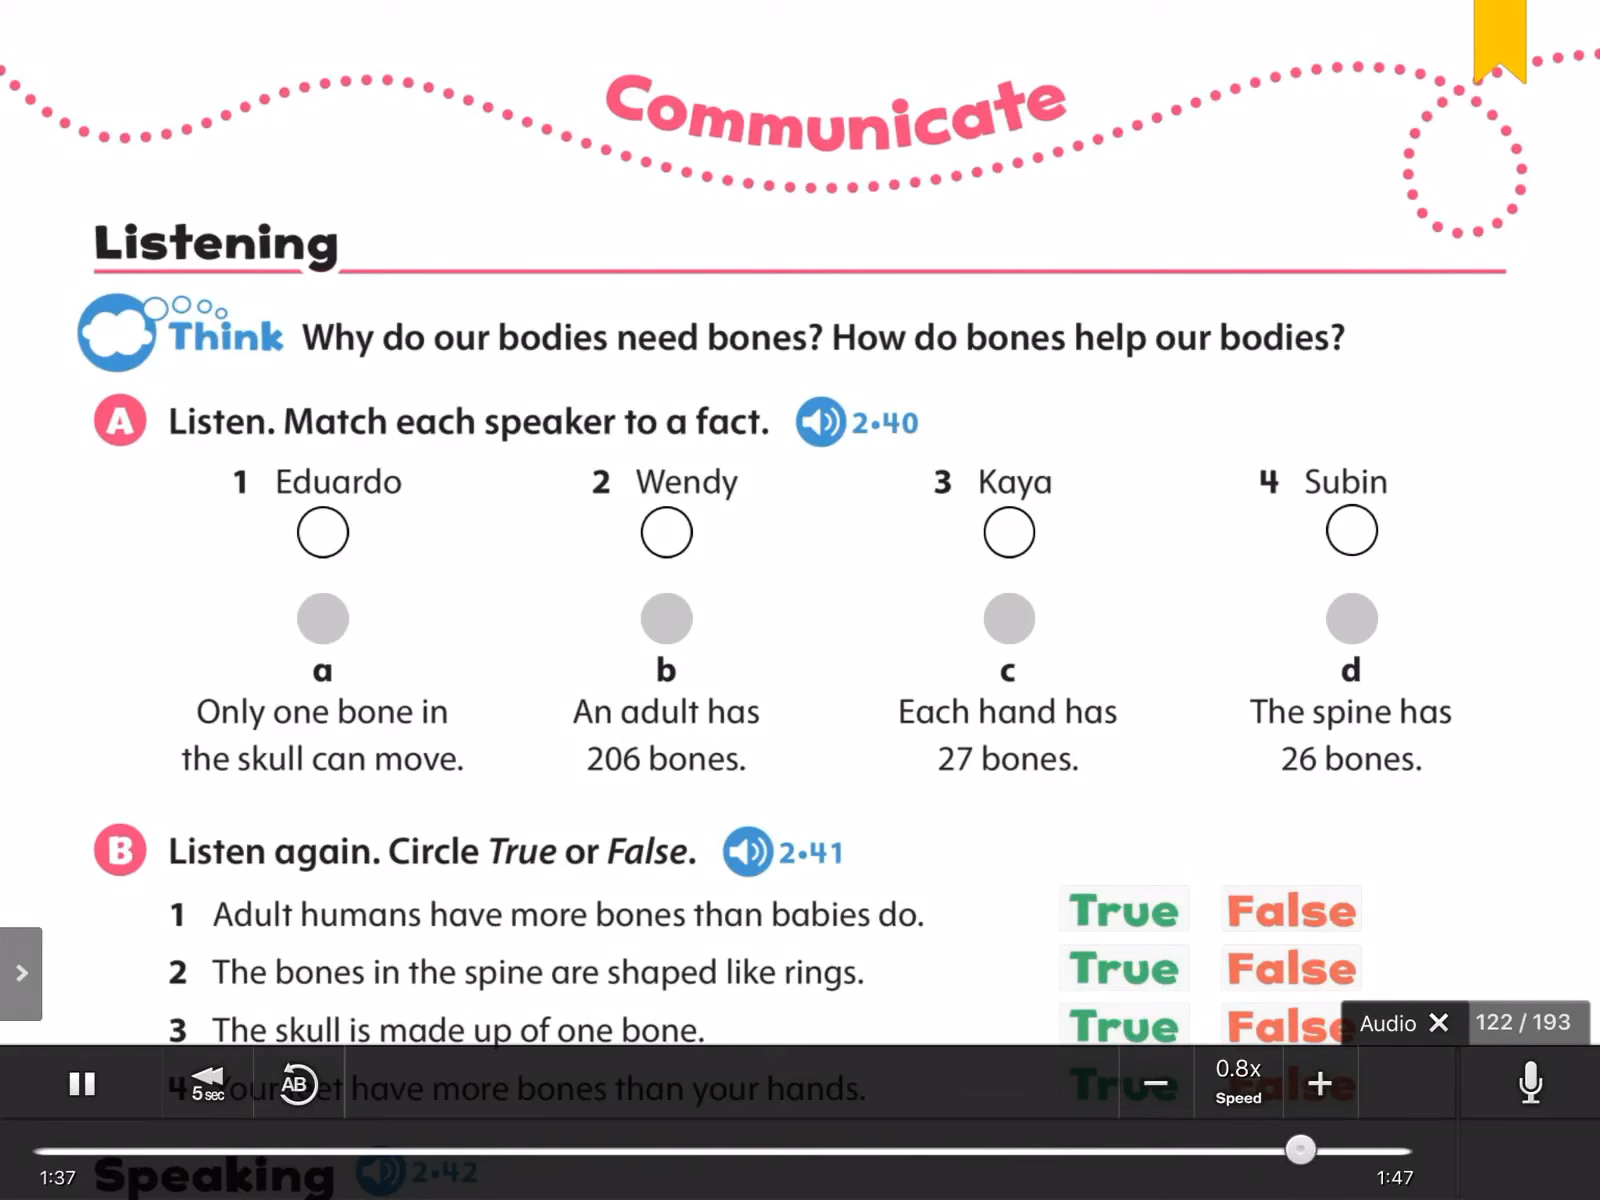 Communicate
Listening
Think Why do our bodies need bones? How do bones help our bodies?
A Listen. Match each speaker to a fact. 2•40
1 Eduardo 2 Wendy 3 Kaya 4 Subin
a b c d
Only one bone in the skull can move.
An adult has 206 bones.
Each hand has 27 bones.
The spine has 26 bones.
B Listen again. Circle True or False. 2•41
1 Adult humans have more bones than babies do. True False
2 The bones in the spine are shaped like rings. True False
3 The skull is made up of one bone. True False
Audio 122 / 193
4 have more bones than your hands. True
5 sec AB 0.8x Speed
Speaking 2•42
1:37 1:47